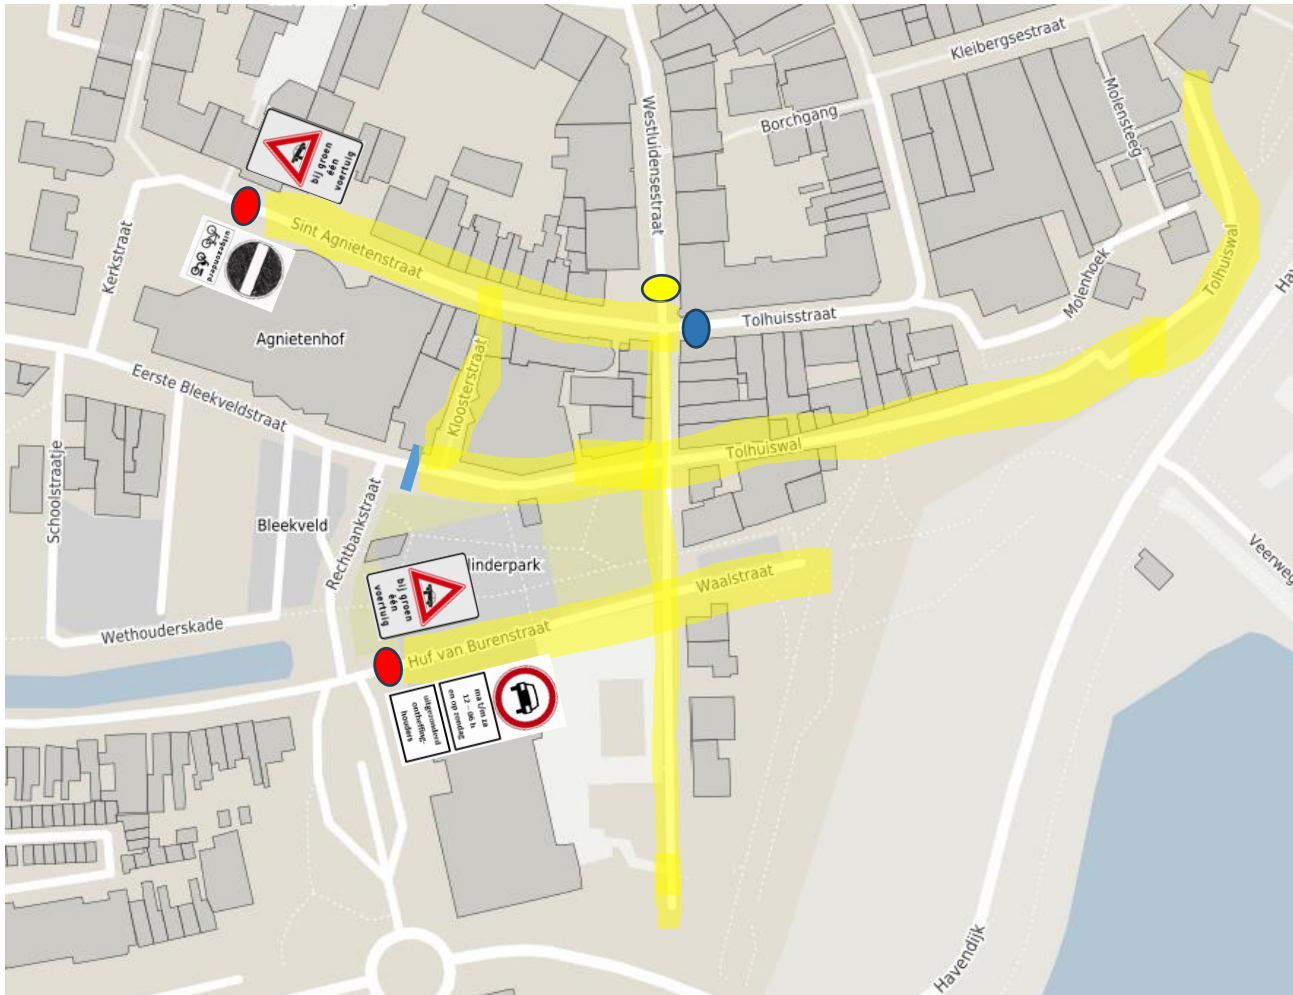 Kleibergsestraat
Molensteeg
Borchgang
Westluidensestraat
bij groen
één
voertuig
Sint Agnietenstraat
uitgezonderd
Kerkstraat
Tolhuiswal
Molenhoek
Hav
Tolhuisstraat
Agnietenhof
Kloosterstraat
Eerste Bleekveldstraat
Tolhuiswal
Schoolstraatje
Bleekveld
Rechtbankstraat
linderpark
bij groen
één
voertuig
Waalstraat
Veerweg
Wethouderskade
Huf van Burenstraat
ma t/m za
12 - 06 h
en op zondag
uitgezonderd
ontheffing-
houders
Havendijk